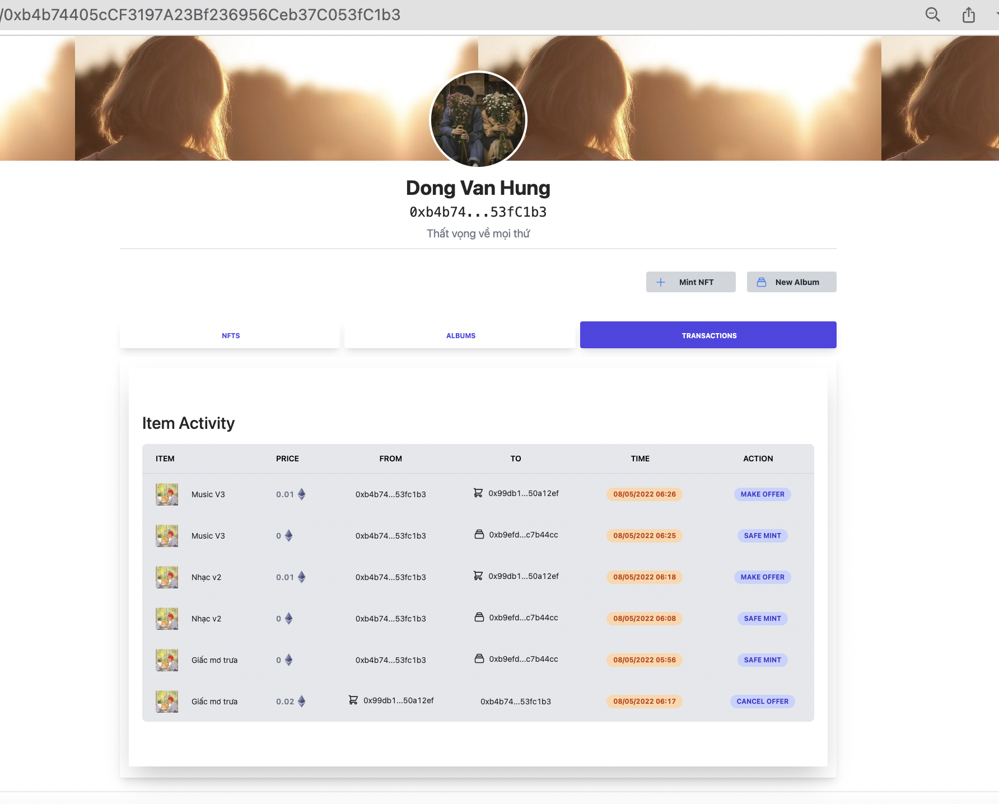 /0xb4b74405cCF3197A23Bf236956Ceb37C053fC1b3
Dong Van Hung
0xb4b74...53fC1b3
Thất vọng về mọi thứ
Mint NFT New Album
NFTS ALBUMS TRANSACTIONS
Item Activity
ITEM PRICE FROM TO TIME ACTION
Music V3 0.01 0xb4b74...53fc1b3 0x99db1...50a12ef 08/05/2022 06:26 MAKE OFFER
Music V3 0 0xb4b74...53fc1b3 0xb9efd...c7b44cc 08/05/2022 06:25 SAFE MINT
Nhạc v2 0.01 0xb4b74...53fc1b3 0x99db1...50a12ef 08/05/2022 06:18 MAKE OFFER
Nhạc v2 0 0xb4b74...53fc1b3 0xb9efd...c7b44cc 08/05/2022 06:08 SAFE MINT
Giấc mơ trưa 0 0xb4b74...53fc1b3 0xb9efd...c7b44cc 08/05/2022 05:56 SAFE MINT
Giấc mơ trưa 0.02 0x99db1...50a12ef 0xb4b74...53fc1b3 08/05/2022 06:17 CANCEL OFFER